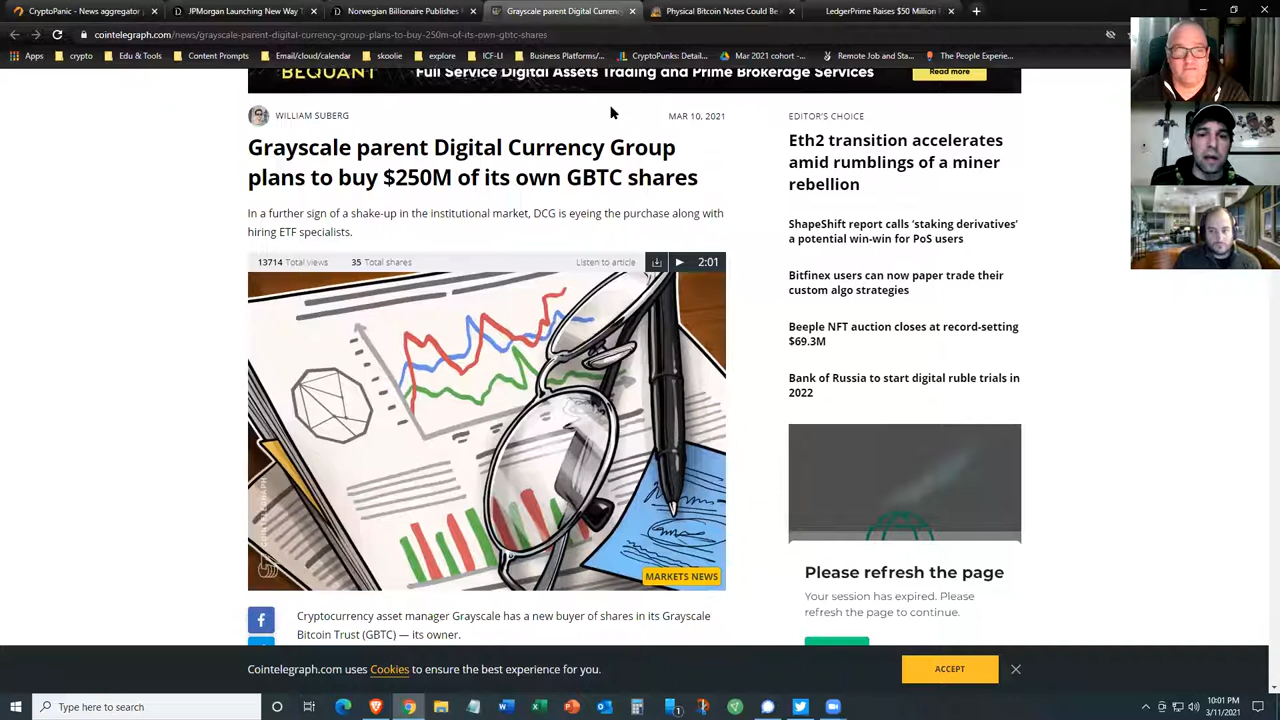 CryptoPanic - News aggregator
JPMorgan Launching New "
Norwegian Billionaire Publishes
Grayscale parent Digital Currency
Physical Bitcoin Notes Could Be
LedgerPrime Raises $50 Million
cointelegraph.com/news/grayscale-parent-digital-currency-group-plans-to-buy-250m-of-its-own-gbtc-shares
Apps
crypto
Edu & Tools
Crypto Prompts
Email/cloud/calendar
skoolie
explore
ICF-LI
Business Platforms/...
CryptoPunks: Detail...
Mar 2021 cohort -...
Remote Job and Sta...
The People Experie...
BEQUANT
Full Service Digital Assets Trading and Prime Brokerage Services
Read more
WILLIAM SUBERG
MAR 10, 2021
Grayscale parent Digital Currency Group
plans to buy $250M of its own GBTC shares
In a further sign of a shake-up in the institutional market, DCG is eyeing the purchase along with
hiring ETF specialists.
13714 Total views
35 Total shares
Listen to article
2:01
COINTELEGRAPH
MARKETS NEWS
Cryptocurrency asset manager Grayscale has a new buyer of shares in its Grayscale
Bitcoin Trust (GBTC) — its owner.
EDITOR'S CHOICE
Eth2 transition accelerates
amid rumblings of a miner
rebellion
ShapeShift report calls 'staking derivatives'
a potential win-win for PoS users
Bitfinex users can now paper trade their
custom algo strategies
Beeple NFT auction closes at record-setting
$69.3M
Bank of Russia to start digital ruble trials in
2022
Please refresh the page
Your session has expired. Please
refresh the page to continue.
Cointelegraph.com uses Cookies to ensure the best experience for you.
ACCEPT
Type here to search
10:01 PM
3/11/2021